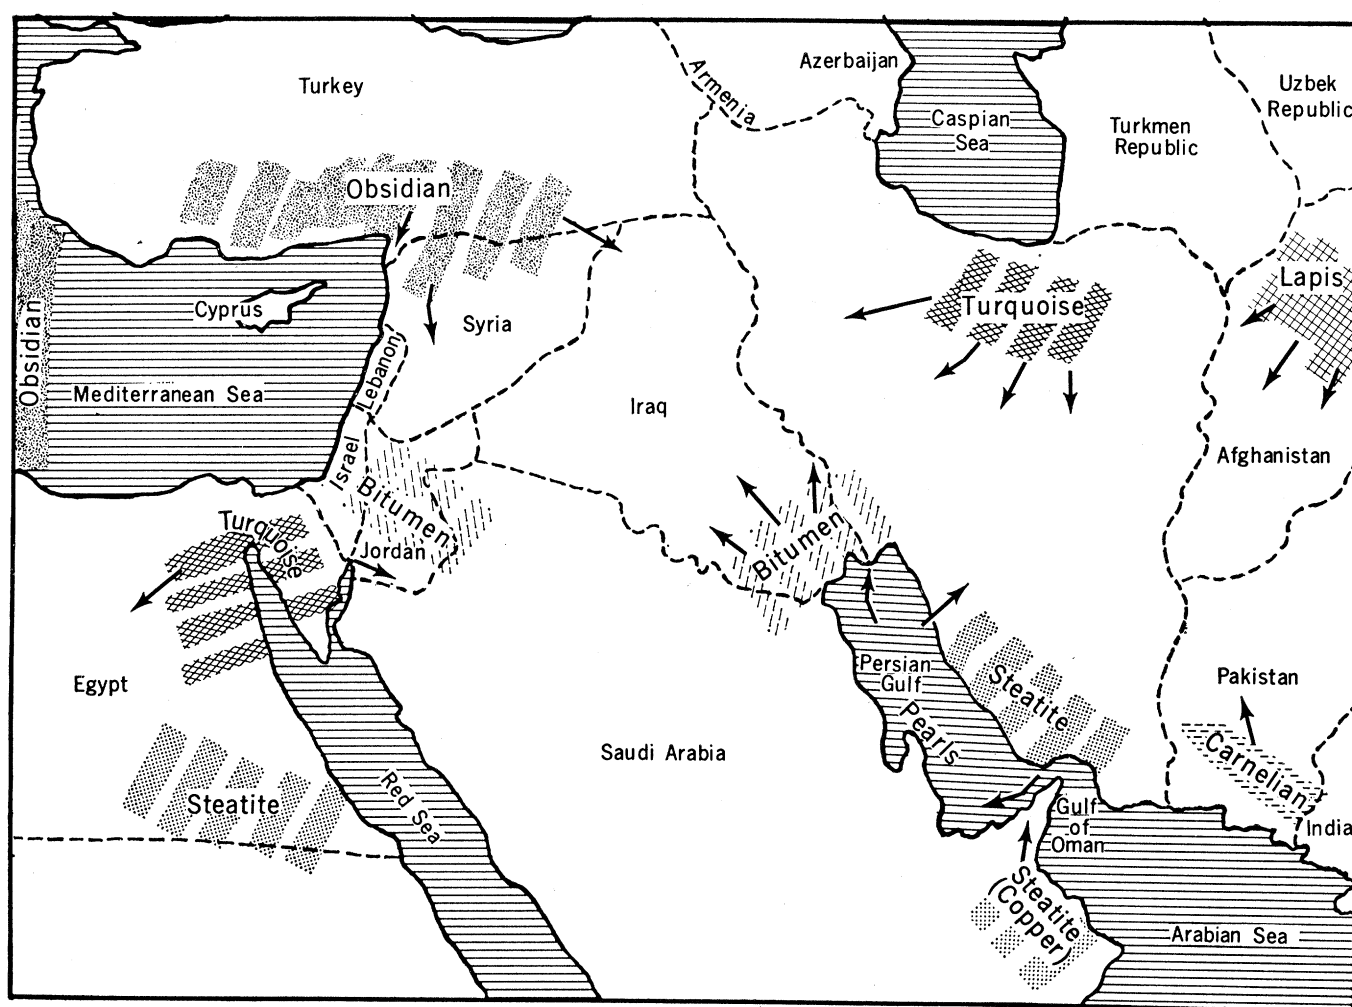 Turkey
Armenia
Azerbaijan
Caspian
Sea
Turkmen
Republic
Uzbek
Republic
Obsidian
Obsidian
Cyprus
Syria
Turquoise
Lapis
Lebanon
Mediterranean Sea
Iraq
Israel
Afghanistan
Bitumen
Bitumen
Turquoise
Jordan
Egypt
Persian
Gulf
Steatite
Pearls
Pakistan
Saudi Arabia
Carnelian
Steatite
Red Sea
Gulf
of
Oman
India
Steatite
(Copper)
Arabian Sea